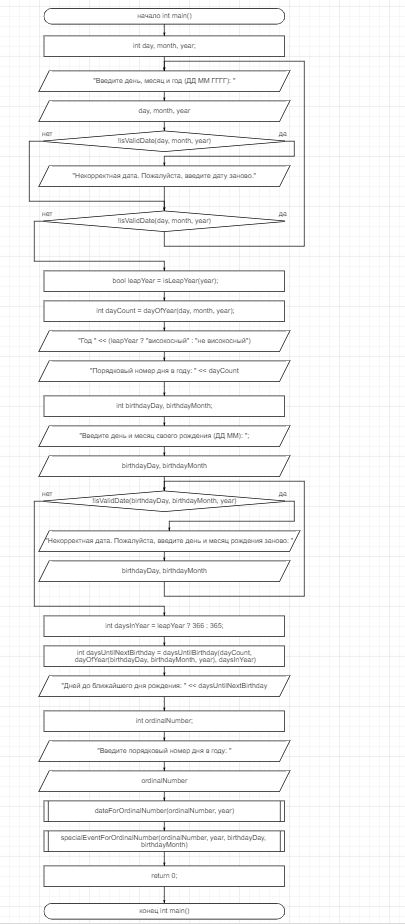 начало int main()
int day, month, year;
"Введите день, месяц и год (ДД ММ ГГГГ): "
day, month, year
нет
да
!isValidDate(day, month, year)
"Некорректная дата. Пожалуйста, введите дату заново."
нет
да
!isValidDate(day, month, year)
bool leapYear = isLeapYear(year);
int dayCount = dayOfYear(day, month, year);
"Год " << (leapYear ? "високосный" : "не високосный")
"Порядковый номер дня в году: " << dayCount
int birthdayDay, birthdayMonth;
"Введите день и месяц своего рождения (ДД ММ): ";
birthdayDay, birthdayMonth
нет
да
!isValidDate(birthdayDay, birthdayMonth, year)
"Некорректная дата. Пожалуйста, введите день и месяц рождения заново: "
birthdayDay, birthdayMonth
int daysInYear = leapYear ? 366 : 365;
int daysUntilNextBirthday = daysUntilBirthday(dayCount,
dayOfYear(birthdayDay, birthdayMonth, year), daysInYear)
"Дней до ближайшего дня рождения: " << daysUntilNextBirthday
int ordinalNumber;
"Введите порядковый номер дня в году: "
ordinalNumber
dateForOrdinalNumber(ordinalNumber, year)
specialEventForOrdinalNumber(ordinalNumber, year, birthdayDay,
birthdayMonth)
return 0;
конец int main()